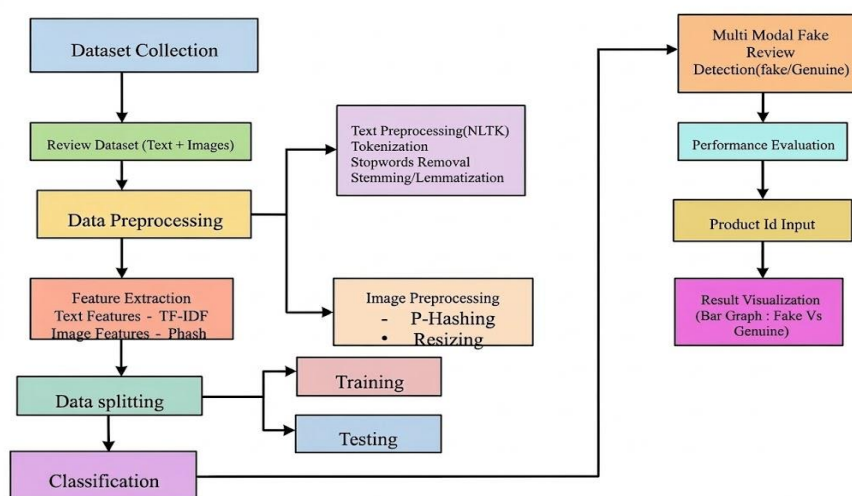 Dataset Collection
Review Dataset (Text + Images)
Data Preprocessing
Text Preprocessing(NLTK)
Tokenization
Stopwords Removal
Stemming/Lemmatization
Image Preprocessing
- P-Hashing
• Resizing
Feature Extraction
Text Features - TF-IDF
Image Features - Phash
Data splitting
Training
Testing
Classification
Multi Modal Fake
Review
Detection(fake/Genuine)
Performance Evaluation
Product Id Input
Result Visualization
(Bar Graph : Fake Vs
Genuine)